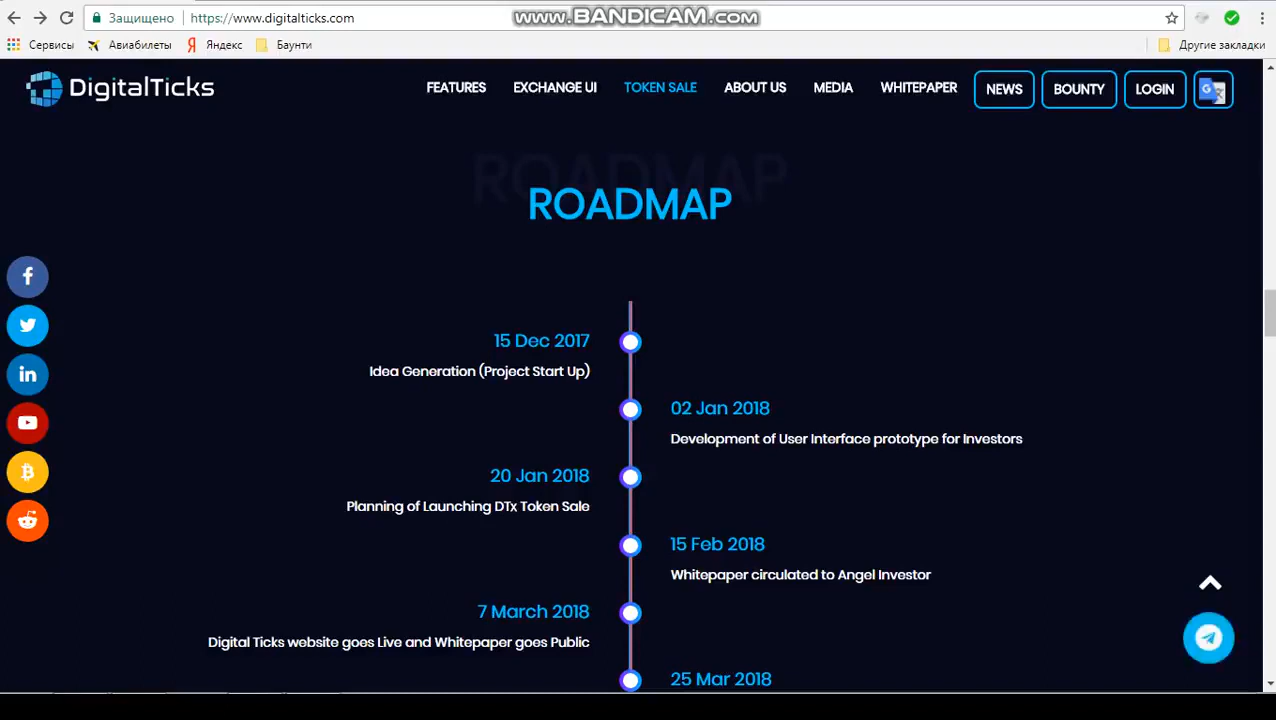 Защищено https://www.digitalticks.com
www.BANDICAM.com
Сервисы Авиабилеты Яндекс Баунти Другие закладки
DigitalTicks FEATURES EXCHANGE UI TOKEN SALE ABOUT US MEDIA WHITEPAPER NEWS BOUNTY LOGIN
ROADMAP
ROADMAP
15 Dec 2017
Idea Generation (Project Start Up)
02 Jan 2018
Development of User Interface prototype for Investors
20 Jan 2018
Planning of Launching DTx Token Sale
15 Feb 2018
Whitepaper circulated to Angel Investor
7 March 2018
Digital Ticks website goes Live and Whitepaper goes Public
25 Mar 2018